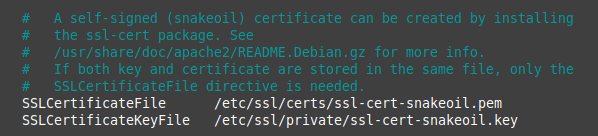 #   A self-signed (snakeoil) certificate can be created by installing
#   the ssl-cert package. See
#   /usr/share/doc/apache2/README.Debian.gz for more info.
#   If both key and certificate are stored in the same file, only the
#   SSLCertificateFile directive is needed.
SSLCertificateFile      /etc/ssl/certs/ssl-cert-snakeoil.pem
SSLCertificateKeyFile   /etc/ssl/private/ssl-cert-snakeoil.key